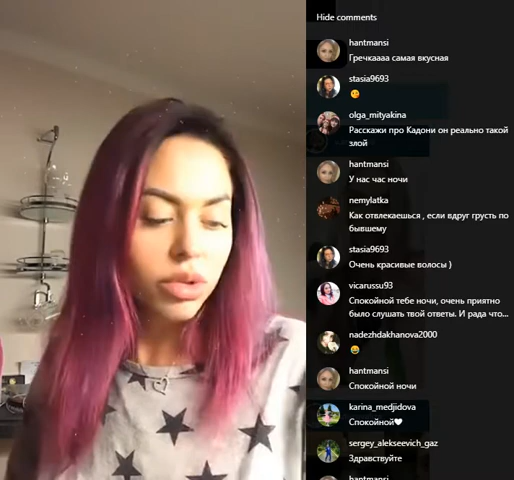 Hide comments
hantmansi
Гречкаааа самая вкусная
stasia9693
olga_mityakina
Расскажи про Кадони он реально такой
злой
hantmansi
У нас час ночи
nemylatka
Как отвлекаешься , если вдруг грусть по
бывшему
stasia9693
Очень красивые волосы )
vicarussu93
Спокойной тебе ночи, очень приятно
было слушать твой ответы. И рада что...
nadezhdakhanova2000
hantmansi
Спокойной ночи
karina_medjidova
Спокойной
sergey_alekseevich_gaz
Здравствуйте
hantmansi